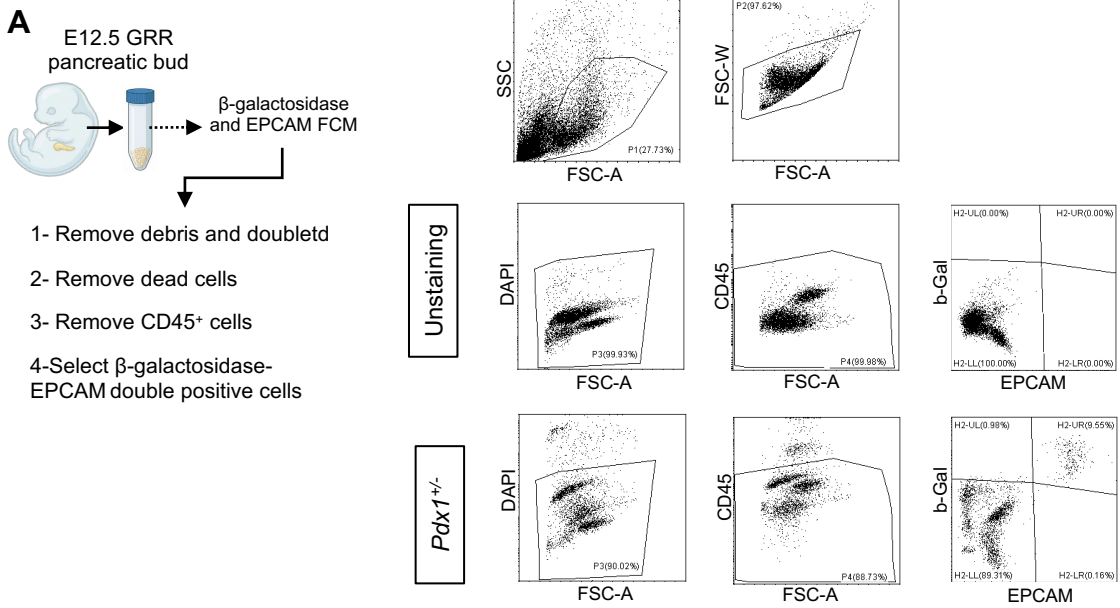 A
E12.5 GRR
pancreatic bud
β-galactosidase
and EPCAM FCM
1- Remove debris and doubletd
2- Remove dead cells
3- Remove CD45⁺ cells
4-Select β-galactosidase-
EPCAM double positive cells
SSC
P1(27.73%)
FSC-A
P2(97.62%)
FSC-W
FSC-A
Unstaining
DAPI
P3(99.93%)
FSC-A
CD45
P4(99.98%)
FSC-A
H2-UL(0.00%)
H2-UR(0.00%)
b-Gal
H2-LL(100.00%)
H2-LR(0.00%)
EPCAM
Pdx1⁺/⁻
DAPI
P3(90.02%)
FSC-A
CD45
P4(88.73%)
FSC-A
H2-UL(0.98%)
H2-UR(9.55%)
b-Gal
H2-LL(89.31%)
H2-LR(0.16%)
EPCAM